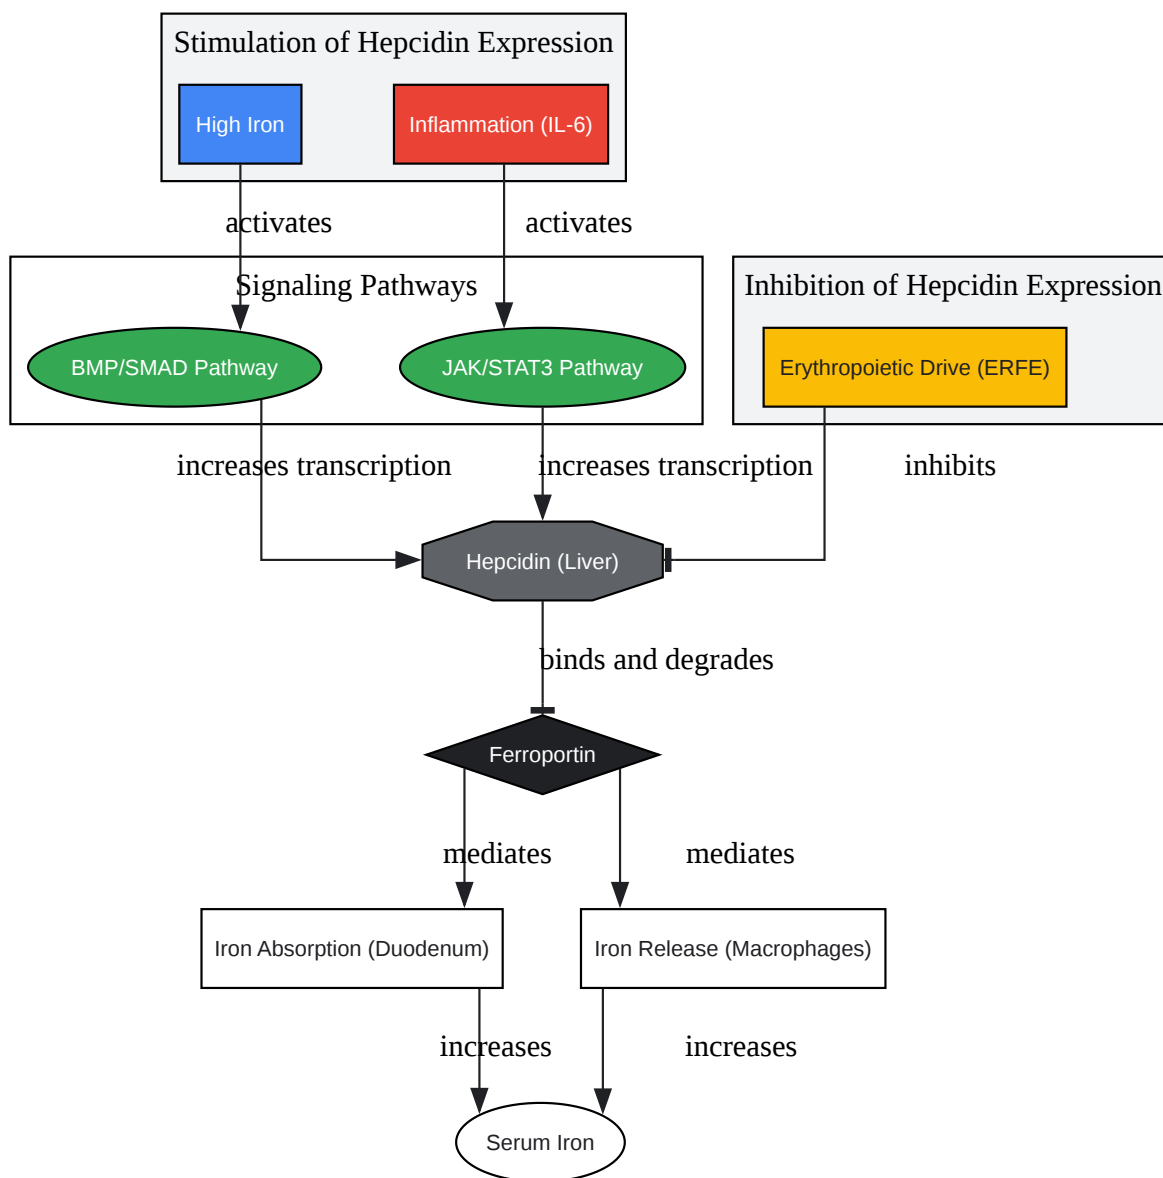 Stimulation of Hepcidin Expression
High Iron
Inflammation (IL-6)
activates
activates
Signaling Pathways
Inhibition of Hepcidin Expression
BMP/SMAD Pathway
JAK/STAT3 Pathway
Erythropoietic Drive (ERFE)
increases transcription
increases transcription
inhibits
Hepcidin (Liver)
binds and degrades
Ferroportin
mediates
mediates
Iron Absorption (Duodenum)
Iron Release (Macrophages)
increases
increases
Serum Iron